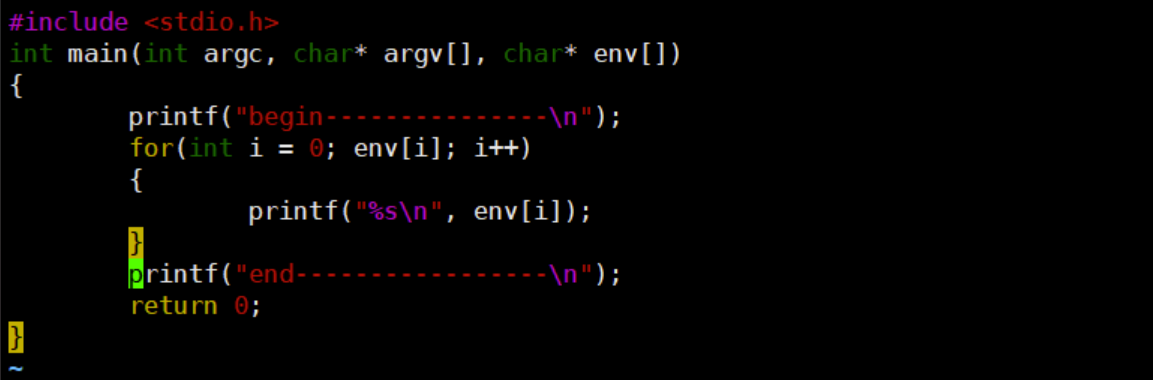 #include <stdio.h>
int main(int argc, char* argv[], char* env[])
{
        printf("begin---------------\n");
        for(int i = 0; env[i]; i++)
        {
                printf("%s\n", env[i]);
        }
        printf("end-----------------\n");
        return 0;
}
~